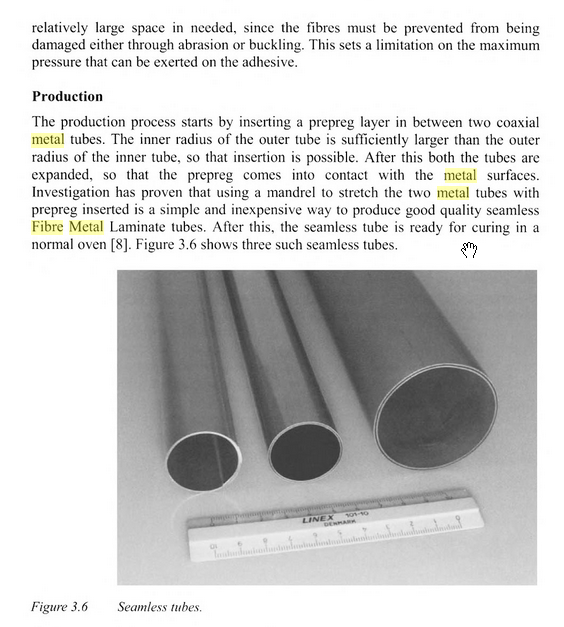 relatively large space in needed, since the fibres must be prevented from being
damaged either through abrasion or buckling. This sets a limitation on the maximum
pressure that can be exerted on the adhesive.
Production
The production process starts by inserting a prepreg layer in between two coaxial
metal tubes. The inner radius of the outer tube is sufficiently larger than the outer
radius of the inner tube, so that insertion is possible. After this both the tubes are
expanded, so that the prepreg comes into contact with the metal surfaces.
Investigation has proven that using a mandrel to stretch the two metal tubes with
prepreg inserted is a simple and inexpensive way to produce good quality seamless
Fibre Metal Laminate tubes. After this, the seamless tube is ready for curing in a
normal oven [8]. Figure 3.6 shows three such seamless tubes.
LINEX 101-10
DENMARK
Figure 3.6 Seamless tubes.